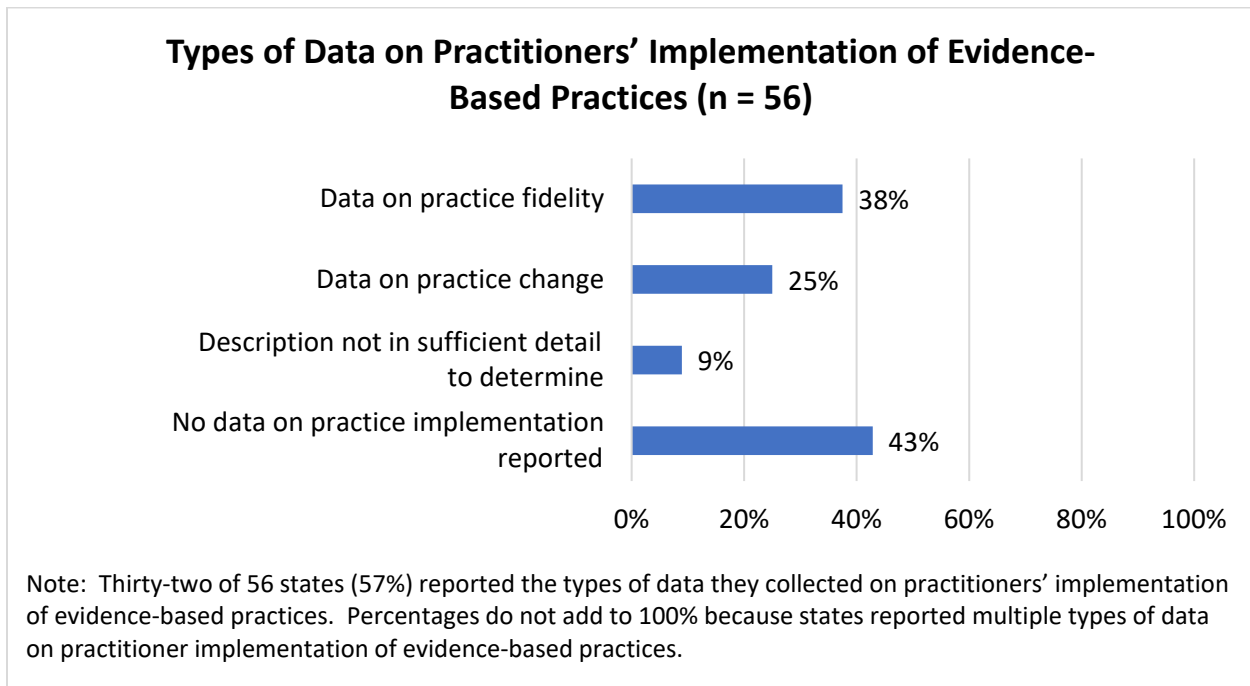 Types of Data on Practitioners’ Implementation of Evidence-
Based Practices (n = 56)
Data on practice fidelity
38%
Data on practice change
25%
Description not in sufficient detail
to determine
9%
No data on practice implementation
reported
43%
0% 20% 40% 60% 80% 100%
Note:  Thirty-two of 56 states (57%) reported the types of data they collected on practitioners’ implementation
of evidence-based practices.  Percentages do not add to 100% because states reported multiple types of data
on practitioner implementation of evidence-based practices.